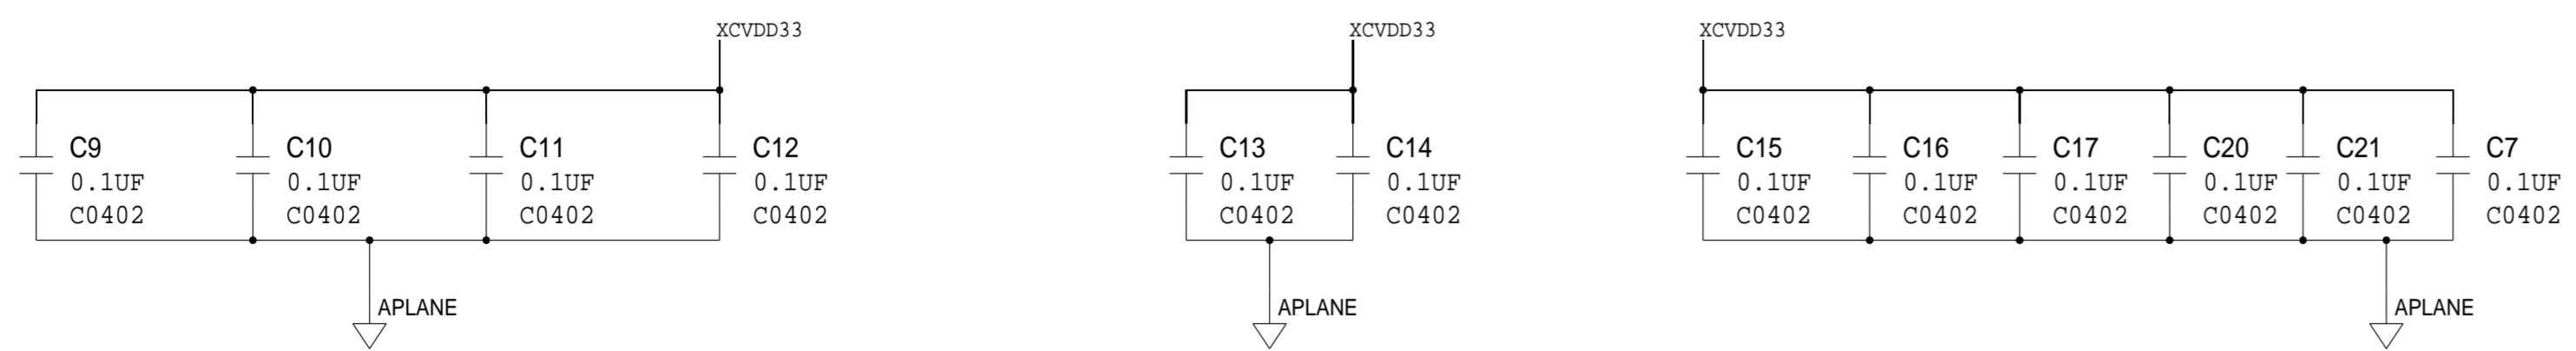 XCVDD33
C9
0.1UF
C0402
C10
0.1UF
C0402
C11
0.1UF
C0402
C12
0.1UF
C0402
APLANE
XCVDD33
C13
0.1UF
C0402
C14
0.1UF
C0402
APLANE
XCVDD33
C15
0.1UF
C0402
C16
0.1UF
C0402
C17
0.1UF
C0402
C20
0.1UF
C0402
C21
0.1UF
C0402
C7
0.1UF
C0402
APLANE